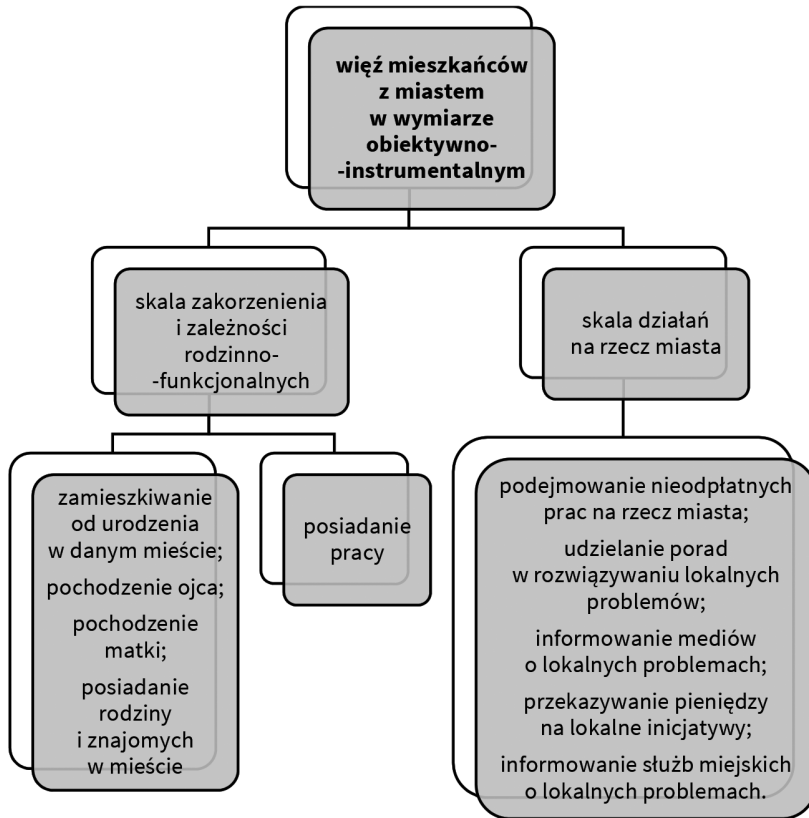 więź mieszkańców
z miastem
w wymiarze
obiektywno-
-instrumentalnym
skala zakorzenienia
i zależności
rodzinno-
-funkcjonalnych
skala działań
na rzecz miasta
zamieszkiwanie
od urodzenia
w danym mieście;
pochodzenie ojca;
pochodzenie
matki;
posiadanie
rodziny
i znajomych
w mieście
posiadanie
pracy
podejmowanie nieodpłatnych
prac na rzecz miasta;
udzielanie porad
w rozwiązywaniu lokalnych
problemów;
informowanie mediów
o lokalnych problemach;
przekazywanie pieniędzy
na lokalne inicjatywy;
informowanie służb miejskich
o lokalnych problemach.